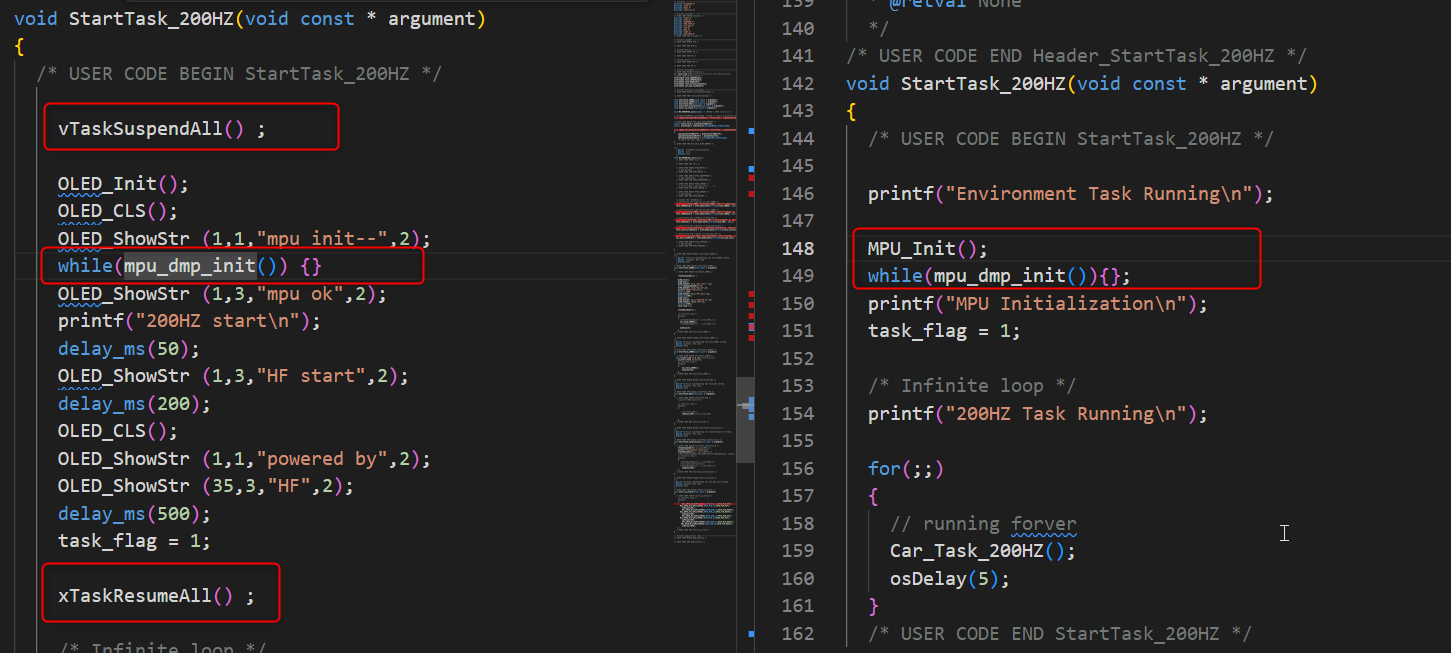 void StartTask_200HZ(void const * argument)
{
/* USER CODE BEGIN StartTask_200HZ */
vTaskSuspendAll() ;
OLED_Init();
OLED_CLS();
OLED_ShowStr (1,1,"mpu init--",2);
while(mpu_dmp_init()) {}
OLED_ShowStr (1,3,"mpu ok",2);
printf("200HZ start\n");
delay_ms(50);
OLED_ShowStr (1,3,"HF start",2);
delay_ms(200);
OLED_CLS();
OLED_ShowStr (1,1,"powered by",2);
OLED_ShowStr (35,3,"HF",2);
delay_ms(500);
task_flag = 1;
xTaskResumeAll() ;
/* Infinite loop */
139 * @retval None
140 */
141 /* USER CODE END Header_StartTask_200HZ */
142 void StartTask_200HZ(void const * argument)
143 {
144 /* USER CODE BEGIN StartTask_200HZ */
145
146 printf("Environment Task Running\n");
147
148 MPU_Init();
149 while(mpu_dmp_init()){};
150 printf("MPU Initialization\n");
151 task_flag = 1;
152
153 /* Infinite loop */
154 printf("200HZ Task Running\n");
155
156 for(;;)
157 {
158 // running forver
159 Car_Task_200HZ();
160 osDelay(5);
161 }
162 /* USER CODE END StartTask_200HZ */